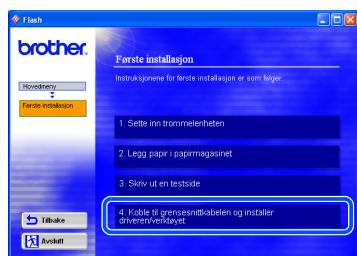 Flash
brother.
Hovedmeny
Første installasjon
Første installasjon
Instruksjonene for første installasjon er som følger
1. Sette inn trommelenheten
2. Legg papir i papirmagasinet
3. Skriv ut en testside
4. Koble til grensesnittkabelen og installer
driveren/verktøyet
Tilbake
Avslutt